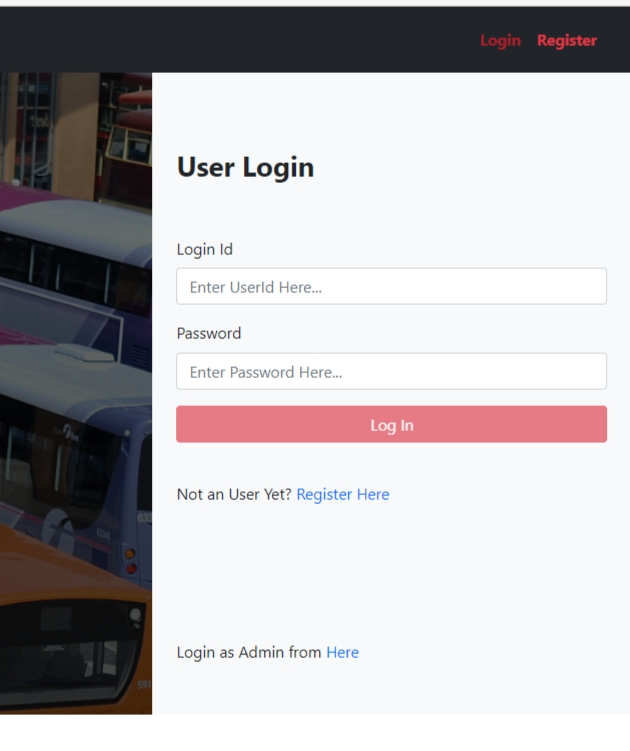 Login Register
User Login
Login Id
Enter UserId Here...
Password
Enter Password Here...
Log In
Not an User Yet? Register Here
Login as Admin from Here